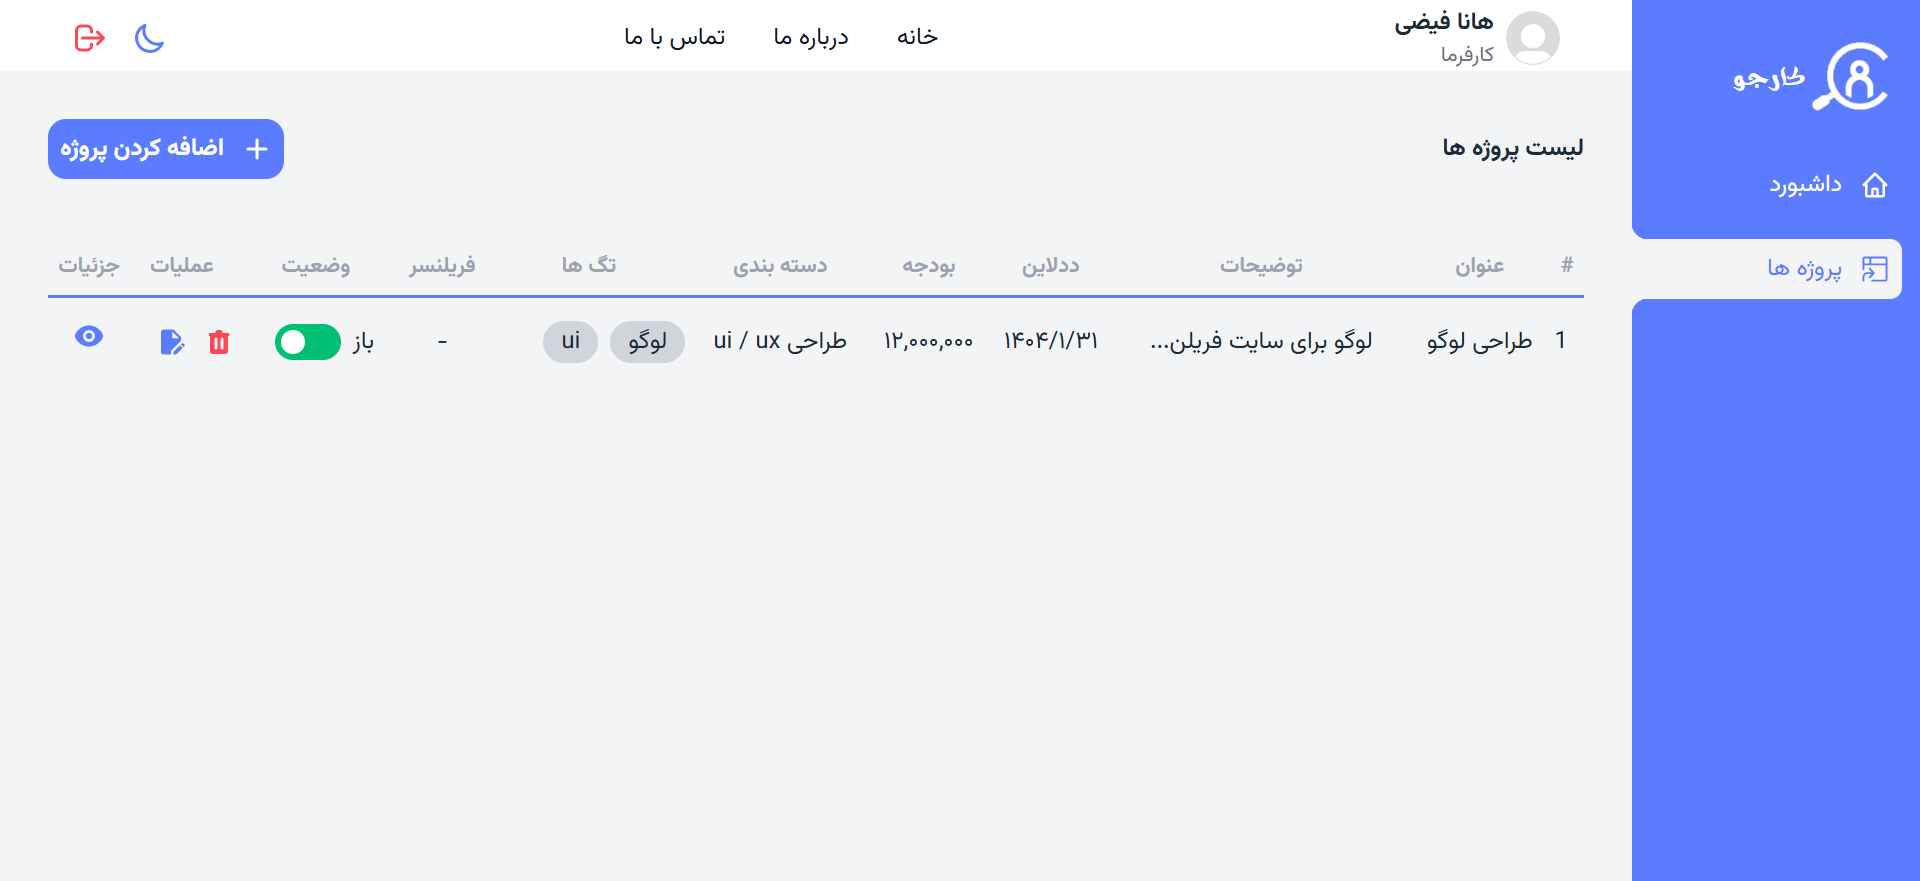 کارجو
داشبورد
پروژه ها
هانا فیضی
کارفرما
خانه
درباره ما
تماس با ما
لیست پروژه ها
اضافه کردن پروژه
# عنوان توضیحات ددلاین بودجه دسته بندی تگ ها فریلنسر وضعیت عملیات جزئیات
1 طراحی لوگو لوگو برای سایت فریلن... ۱۴۰۴/۱/۳۱ ۱۲,۰۰۰,۰۰۰ طراحی ui / ux لوگو ui - باز